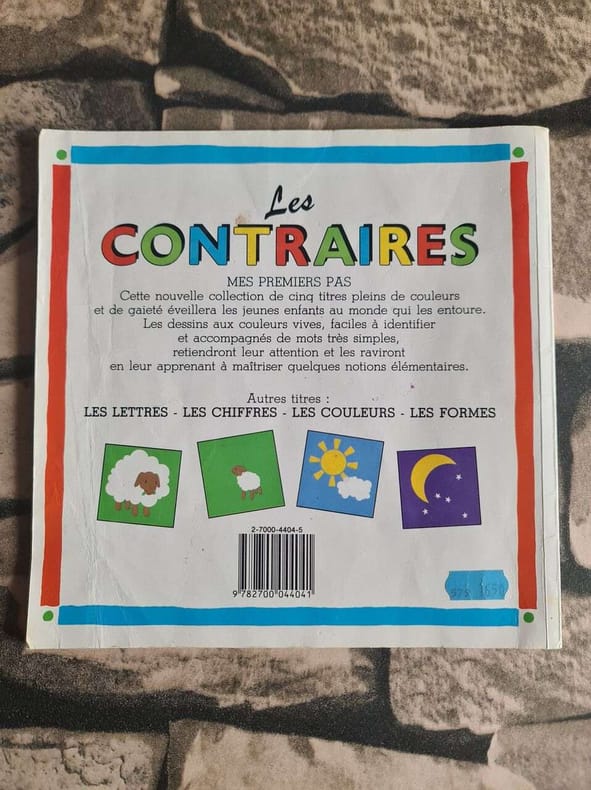 Les
CONTRAIRES
MES PREMIERS PAS
Cette nouvelle collection de cinq titres pleins de couleurs
et de gaieté éveillera les jeunes enfants au monde qui les entoure.
Les dessins aux couleurs vives, faciles à identifier
et accompagnés de mots très simples,
retiendront leur attention et les raviront
en leur apprenant à maîtriser quelques notions élémentaires.
Autres titres :
LES LETTRES - LES CHIFFRES - LES COULEURS - LES FORMES
2-7000-4404-5
9 782700 044041